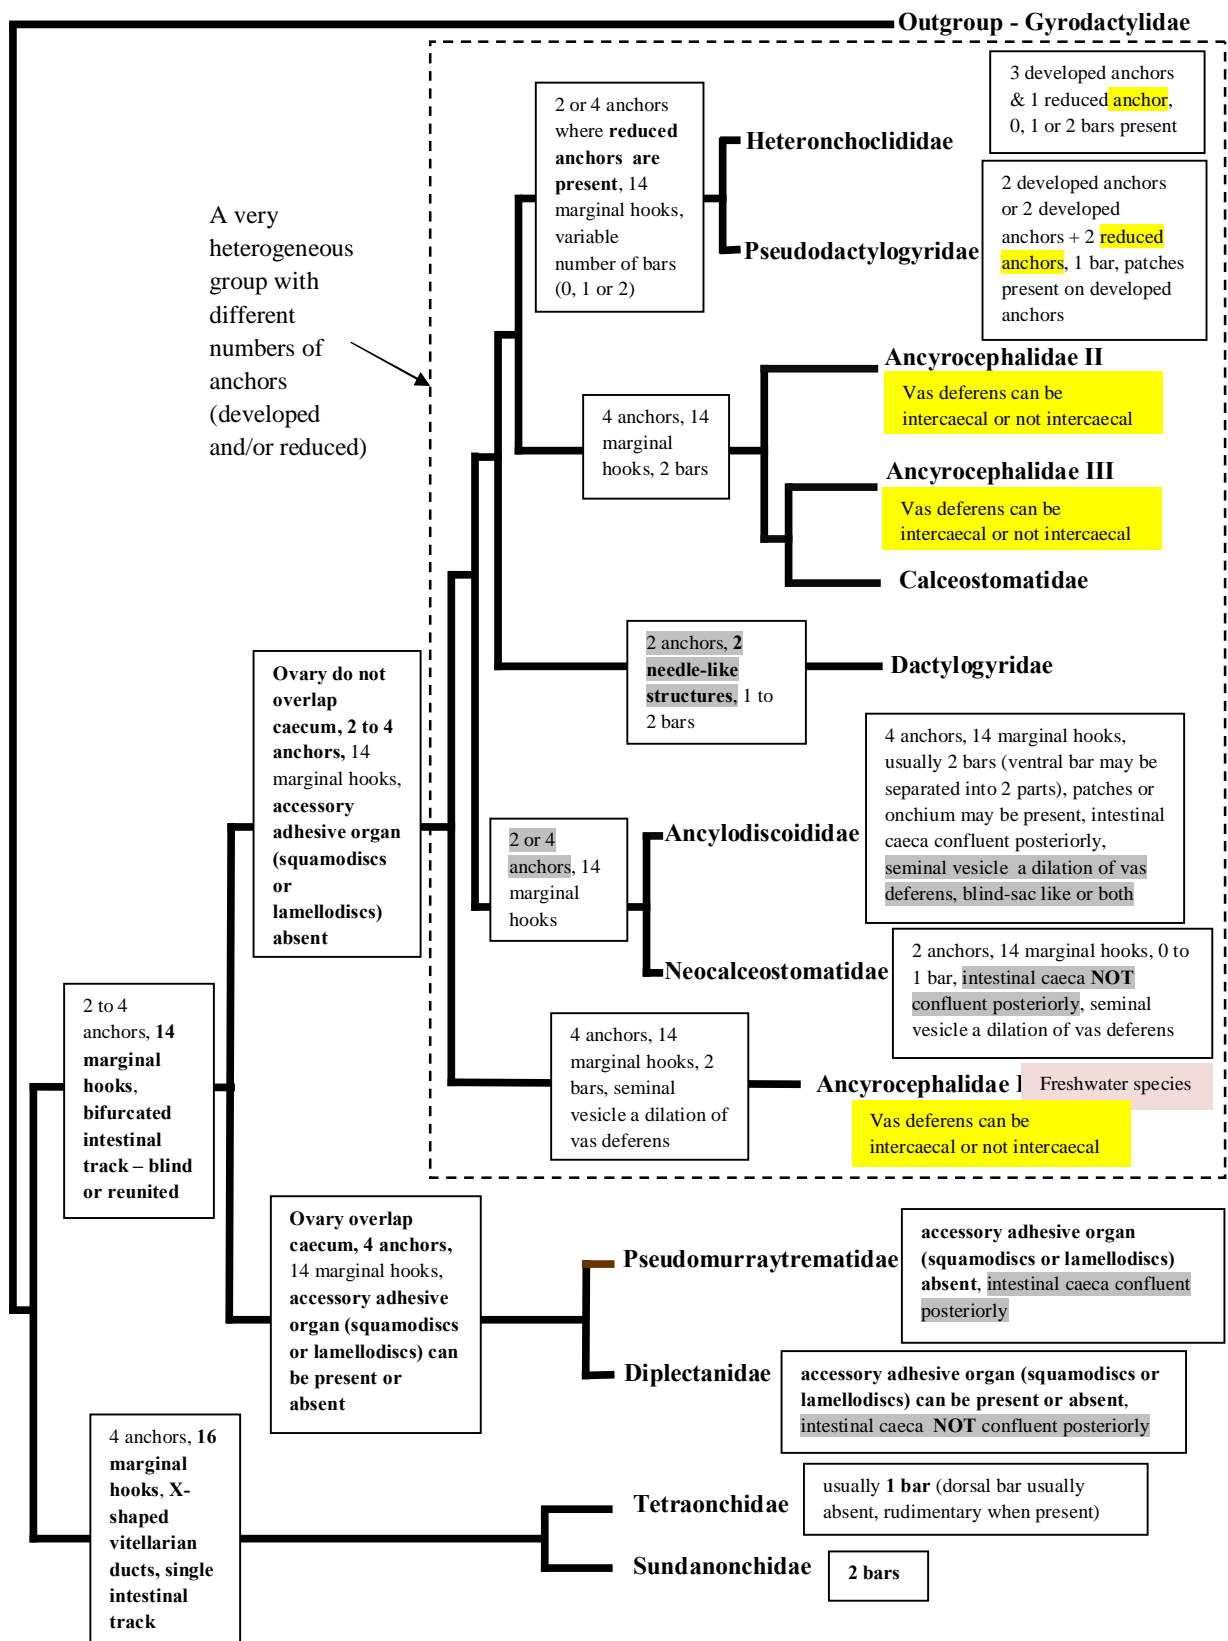 Outgroup - Gyrodactylidae
3 developed anchors
& 1 reduced anchor,
0, 1 or 2 bars present
2 or 4 anchors
where reduced
anchors are
present, 14
marginal hooks,
variable
number of bars
(0, 1 or 2)
Heteronchoclididae
2 developed anchors
or 2 developed
anchors + 2 reduced
anchors, 1 bar, patches
present on developed
anchors
Pseudodactylogyridae
A very
heterogeneous
group with
different
numbers of
anchors
(developed
and/or reduced)
Ancyrocephalidae II
Vas deferens can be
intercaecal or not intercaecal
4 anchors, 14
marginal
hooks, 2 bars
Ancyrocephalidae III
Vas deferens can be
intercaecal or not intercaecal
Calceostomatidae
2 anchors, 2
needle-like
structures, 1 to
2 bars
Dactylogyridae
Ovary do not
overlap
caecum, 2 to 4
anchors, 14
marginal hooks,
accessory
adhesive organ
(squamodiscs
or
lamellodiscs)
absent
4 anchors, 14 marginal hooks,
usually 2 bars (ventral bar may be
separated into 2 parts), patches or
onchium may be present, intestinal
caeca confluent posteriorly,
seminal vesicle a dilation of vas
deferens, blind-sac like or both
2 or 4
anchors, 14
marginal
hooks
Ancylodiscoididae
Neocalceostomatidae
2 anchors, 14 marginal hooks, 0 to
1 bar, intestinal caeca NOT
confluent posteriorly, seminal
vesicle a dilation of vas deferens
2 to 4
anchors, 14
marginal
hooks,
bifurcated
intestinal
track – blind
or reunited
4 anchors, 14
marginal hooks, 2
bars, seminal
vesicle a dilation of
vas deferens
Ancyrocephalidae I
Freshwater species
Vas deferens can be
intercaecal or not intercaecal
Ovary overlap
caecum, 4 anchors,
14 marginal hooks,
accessory adhesive
organ (squamodiscs
or lamellodiscs) can
be present or
absent
Pseudomurraytrematidae
accessory adhesive organ
(squamodiscs or lamellodiscs)
absent, intestinal caeca confluent
posteriorly
Diplectanidae
accessory adhesive organ (squamodiscs or
lamellodiscs) can be present or absent,
intestinal caeca NOT confluent posteriorly
4 anchors, 16
marginal
hooks, X-
shaped
vitellarian
ducts, single
intestinal
track
Tetraonchidae
usually 1 bar (dorsal bar usually
absent, rudimentary when present)
Sundanonchidae
2 bars